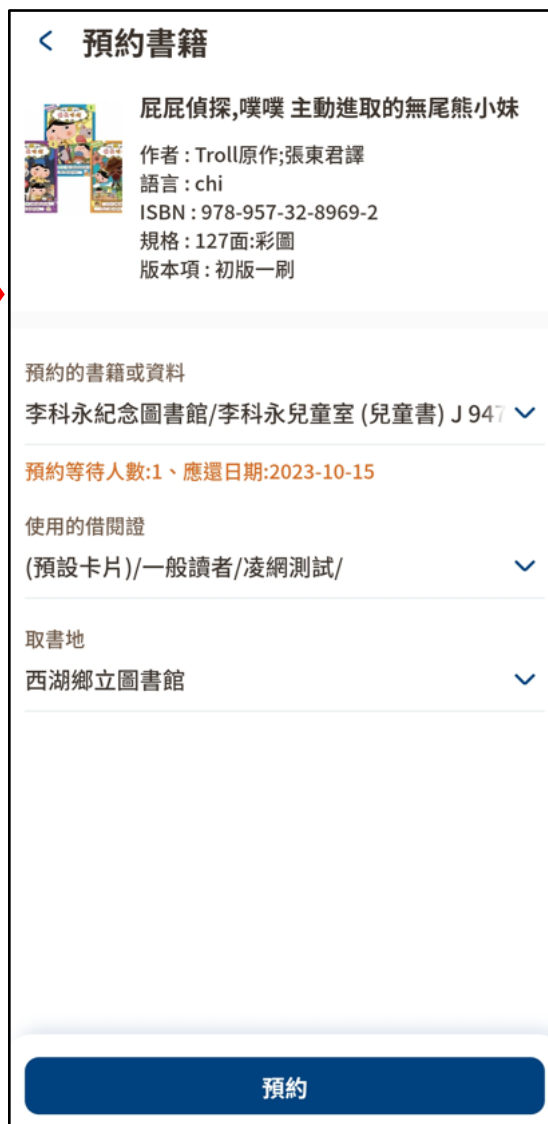 預約書籍
屁屁偵探,噗噗 主動進取的無尾熊小妹
作者 : Troll原作;張東君譯
語言 : chi
ISBN : 978-957-32-8969-2
規格 : 127面:彩圖
版本項 : 初版一刷
預約的書籍或資料
李科永紀念圖書館/李科永兒童室 (兒童書) J 947
預約等待人數:1、應還日期:2023-10-15
使用的借閱證
(預設卡片)/一般讀者/凌網測試/
取書地
西湖鄉立圖書館
預約